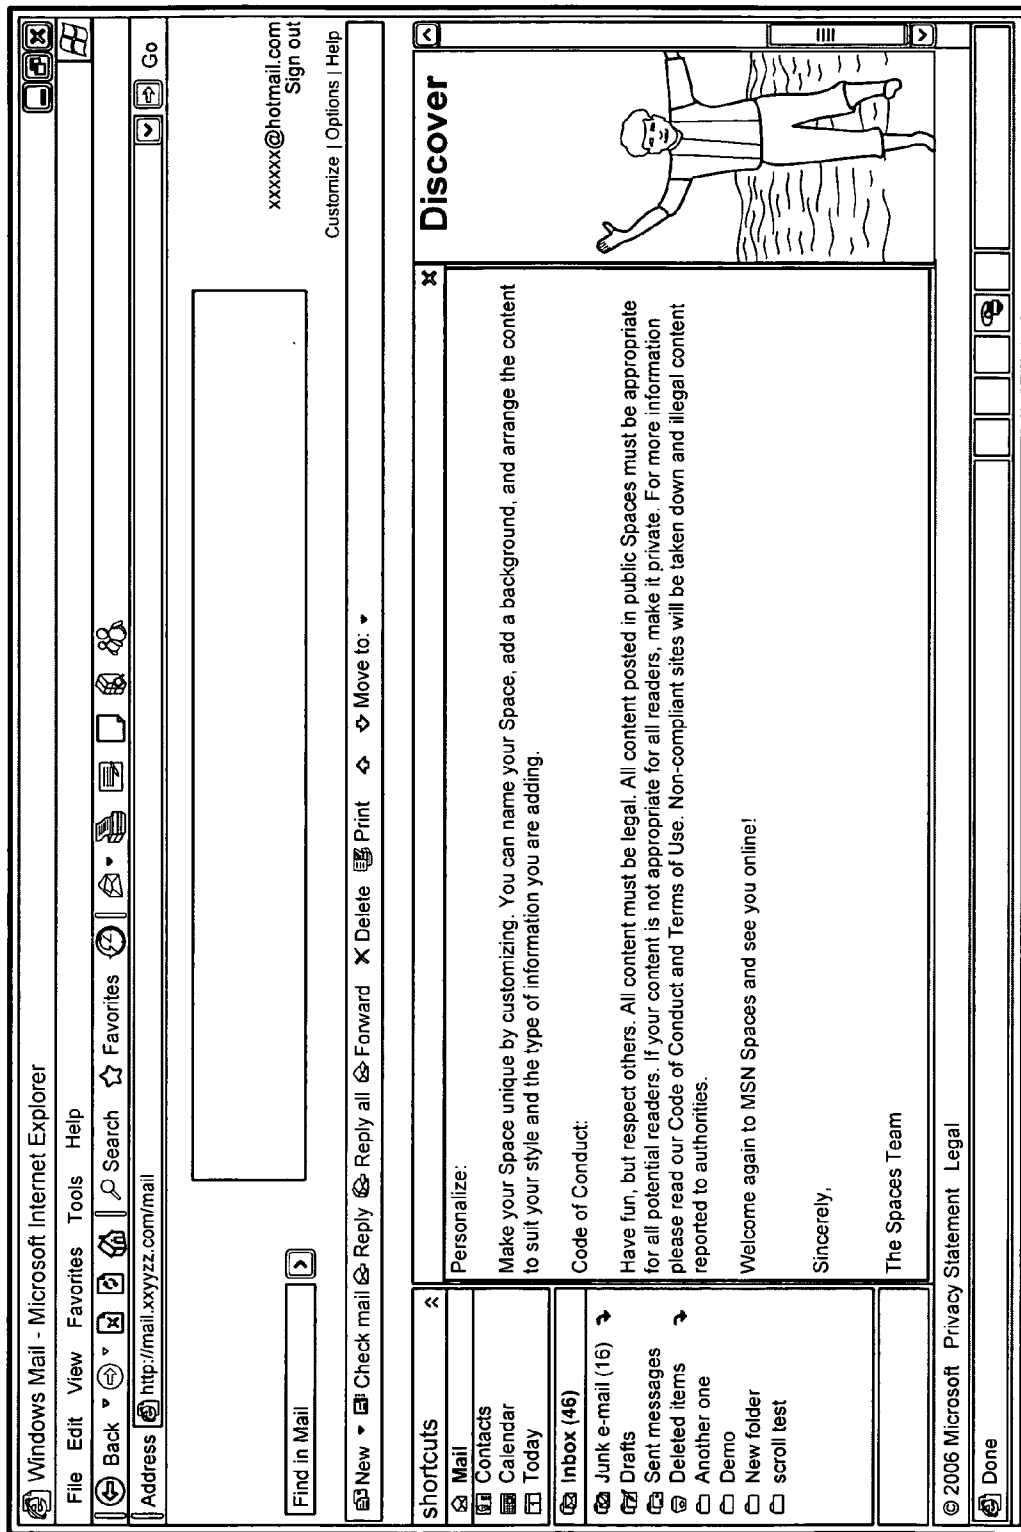 Windows Mail - Microsoft Internet Explorer
File Edit View Favorites Tools Help
Back Search Favorites
Address http://mail.xxyyzz.com/mail Go
xxxxxx@hotmail.com
Sign out
Find in Mail
Customize | Options | Help
New Check mail Reply Reply all Forward Delete Print Move to:
shortcuts
Mail
Contacts
Calendar
Today
Inbox (46)
Junk e-mail (16)
Drafts
Sent messages
Deleted items
Another one
Demo
New folder
scroll test
Personalize:
Make your Space unique by customizing. You can name your Space, add a background, and arrange the content
to suit your style and the type of information you are adding.
Code of Conduct:
Have fun, but respect others. All content must be legal. All content posted in public Spaces must be appropriate
for all potential readers. If your content is not appropriate for all readers, make it private. For more information
please read our Code of Conduct and Terms of Use. Non-compliant sites will be taken down and illegal content
reported to authorities.
Welcome again to MSN Spaces and see you online!
Sincerely,
The Spaces Team
Discover
© 2006 Microsoft Privacy Statement Legal
Done